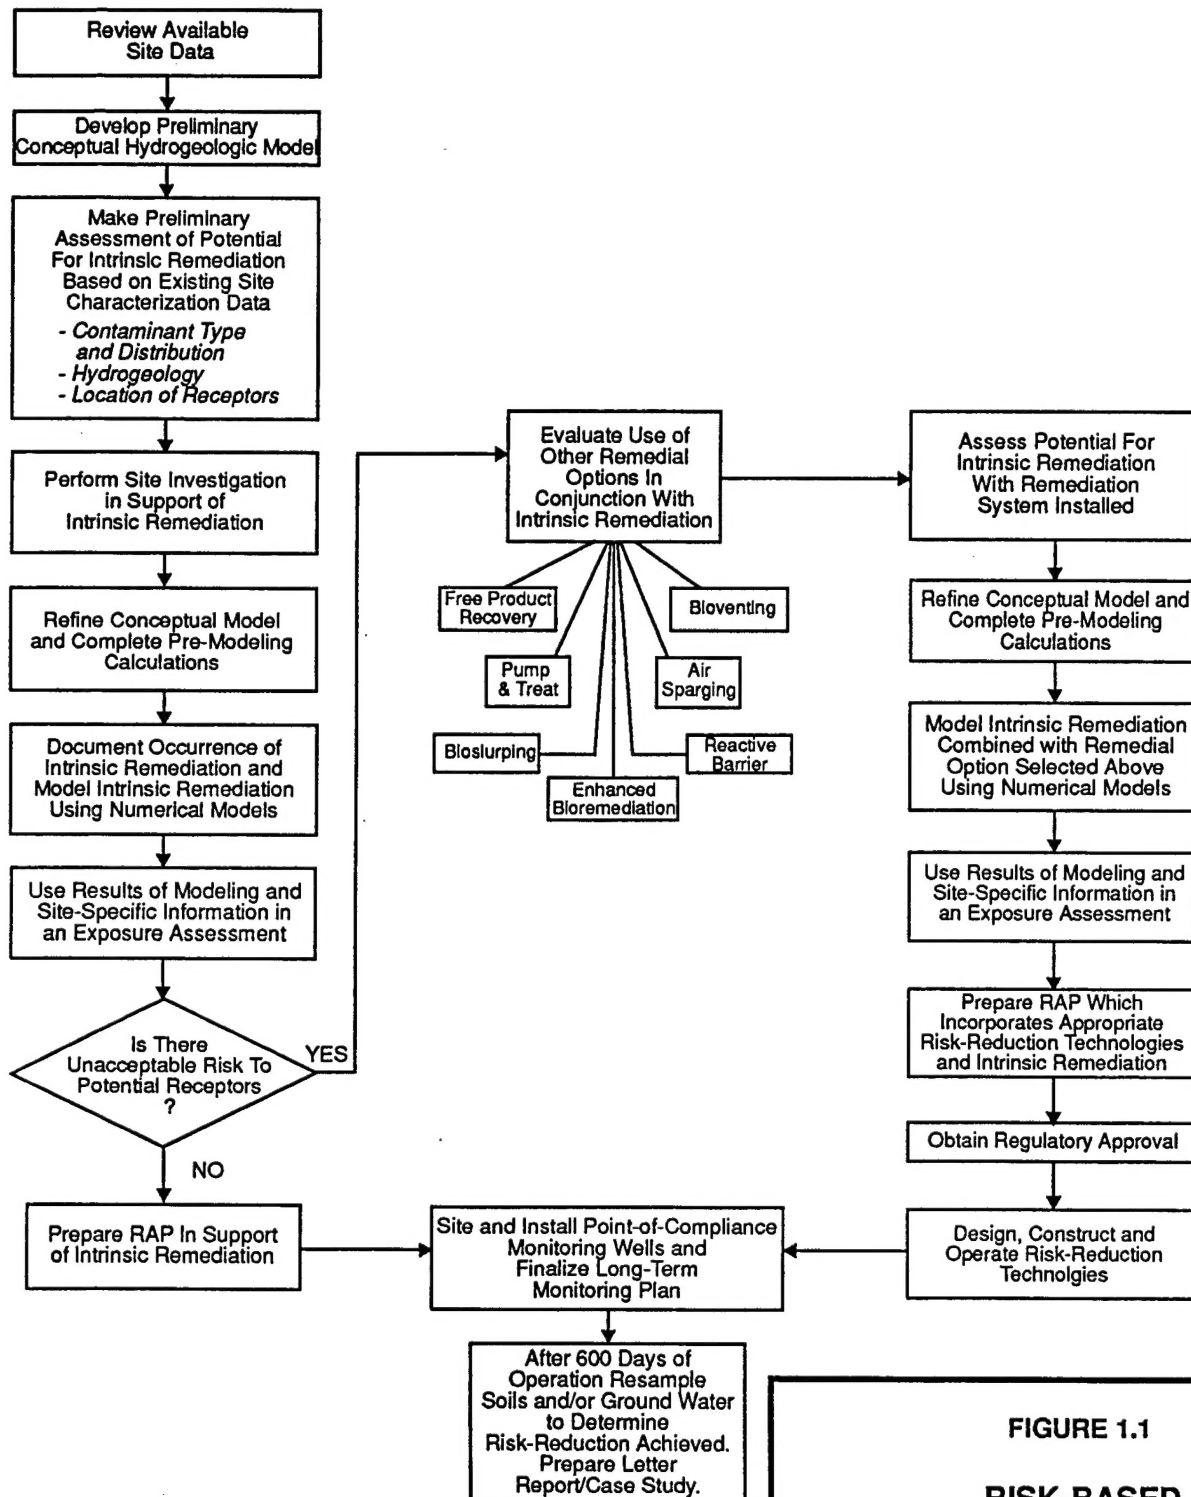 Review Available
Site Data
Develop Preliminary
Conceptual Hydrogeologic Model
Make Preliminary
Assessment of Potential
For Intrinsic Remediation
Based on Existing Site
Characterization Data
- Contaminant Type
and Distribution
- Hydrogeology
- Location of Receptors
Perform Site Investigation
in Support of
Intrinsic Remediation
Refine Conceptual Model
and Complete Pre-Modeling
Calculations
Document Occurrence of
Intrinsic Remediation and
Model Intrinsic Remediation
Using Numerical Models
Use Results of Modeling and
Site-Specific Information in
an Exposure Assessment
Is There
Unacceptable Risk To
Potential Receptors
?
YES
NO
Prepare RAP In Support
of Intrinsic Remediation
Evaluate Use of
Other Remedial
Options In
Conjunction With
Intrinsic Remediation
Free Product
Recovery
Bioventing
Pump
& Treat
Air
Sparging
Bioslurping
Reactive
Barrier
Enhanced
Bioremediation
Assess Potential For
Intrinsic Remediation
With Remediation
System Installed
Refine Conceptual Model and
Complete Pre-Modeling
Calculations
Model Intrinsic Remediation
Combined with Remedial
Option Selected Above
Using Numerical Models
Use Results of Modeling and
Site-Specific Information in
an Exposure Assessment
Prepare RAP Which
Incorporates Appropriate
Risk-Reduction Technologies
and Intrinsic Remediation
Obtain Regulatory Approval
Design, Construct and
Operate Risk-Reduction
Technolgies
Site and Install Point-of-Compliance
Monitoring Wells and
Finalize Long-Term
Monitoring Plan
After 600 Days of
Operation Resample
Soils and/or Ground Water
to Determine
Risk-Reduction Achieved.
Prepare Letter
Report/Case Study.
FIGURE 1.1
RISK-BASED